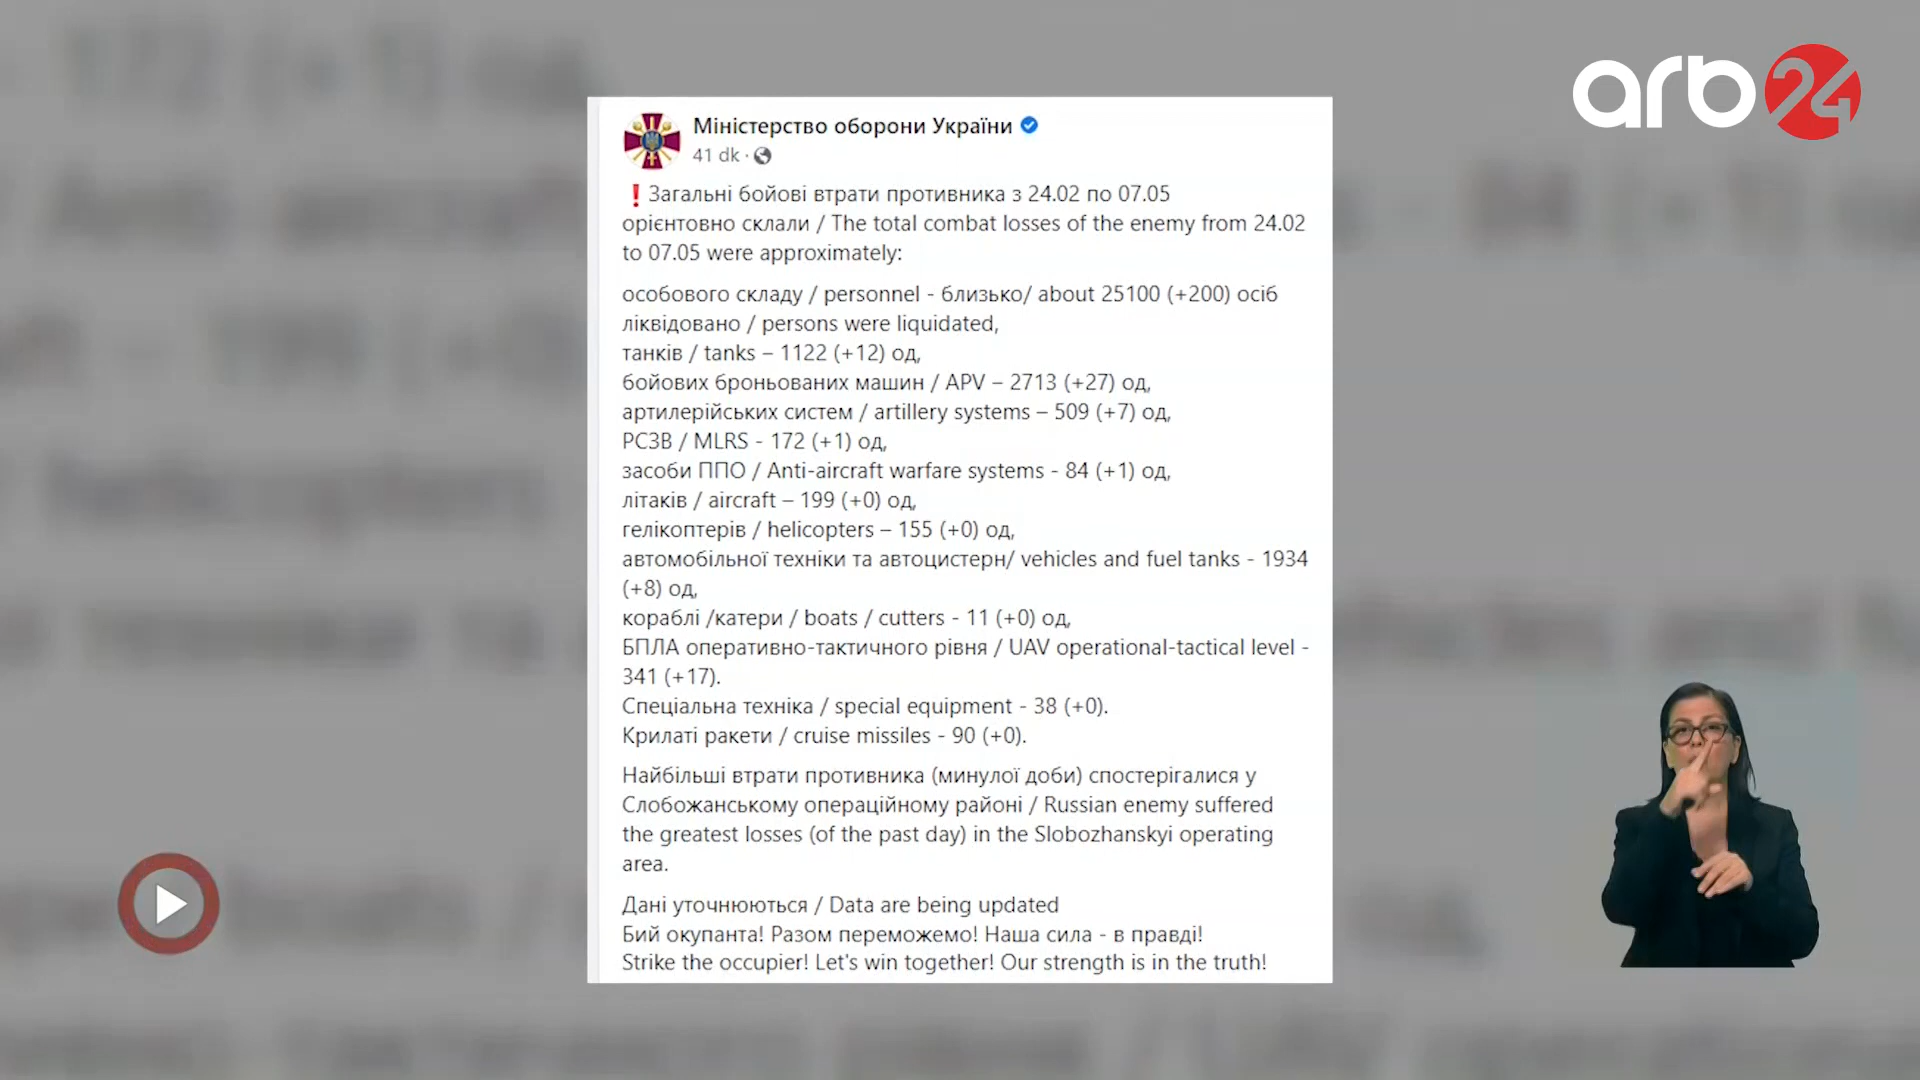 arb24
Міністерство оборони України
41 dk ·
❗Загальні бойові втрати противника з 24.02 по 07.05
орієнтовно склали / The total combat losses of the enemy from 24.02
to 07.05 were approximately:
особового складу / personnel - близько/ about 25100 (+200) осіб
ліквідовано / persons were liquidated,
танків / tanks – 1122 (+12) од,
бойових броньованих машин / APV – 2713 (+27) од,
артилерійських систем / artillery systems – 509 (+7) од,
РСЗВ / MLRS - 172 (+1) од,
засоби ППО / Anti-aircraft warfare systems - 84 (+1) од,
літаків / aircraft – 199 (+0) од,
гелікоптерів / helicopters – 155 (+0) од,
автомобільної техніки та автоцистерн/ vehicles and fuel tanks - 1934
(+8) од,
кораблі /катери / boats / cutters - 11 (+0) од,
БПЛА оперативно-тактичного рівня / UAV operational-tactical level -
341 (+17).
Спеціальна техніка / special equipment - 38 (+0).
Крилаті ракети / cruise missiles - 90 (+0).
Найбільші втрати противника (минулої доби) спостерігалися у
Слобожанському операційному районі / Russian enemy suffered
the greatest losses (of the past day) in the Slobozhanskyi operating
area.
Дані уточнюються / Data are being updated
Бий окупанта! Разом переможемо! Наша сила - в правді!
Strike the occupier! Let's win together! Our strength is in the truth!